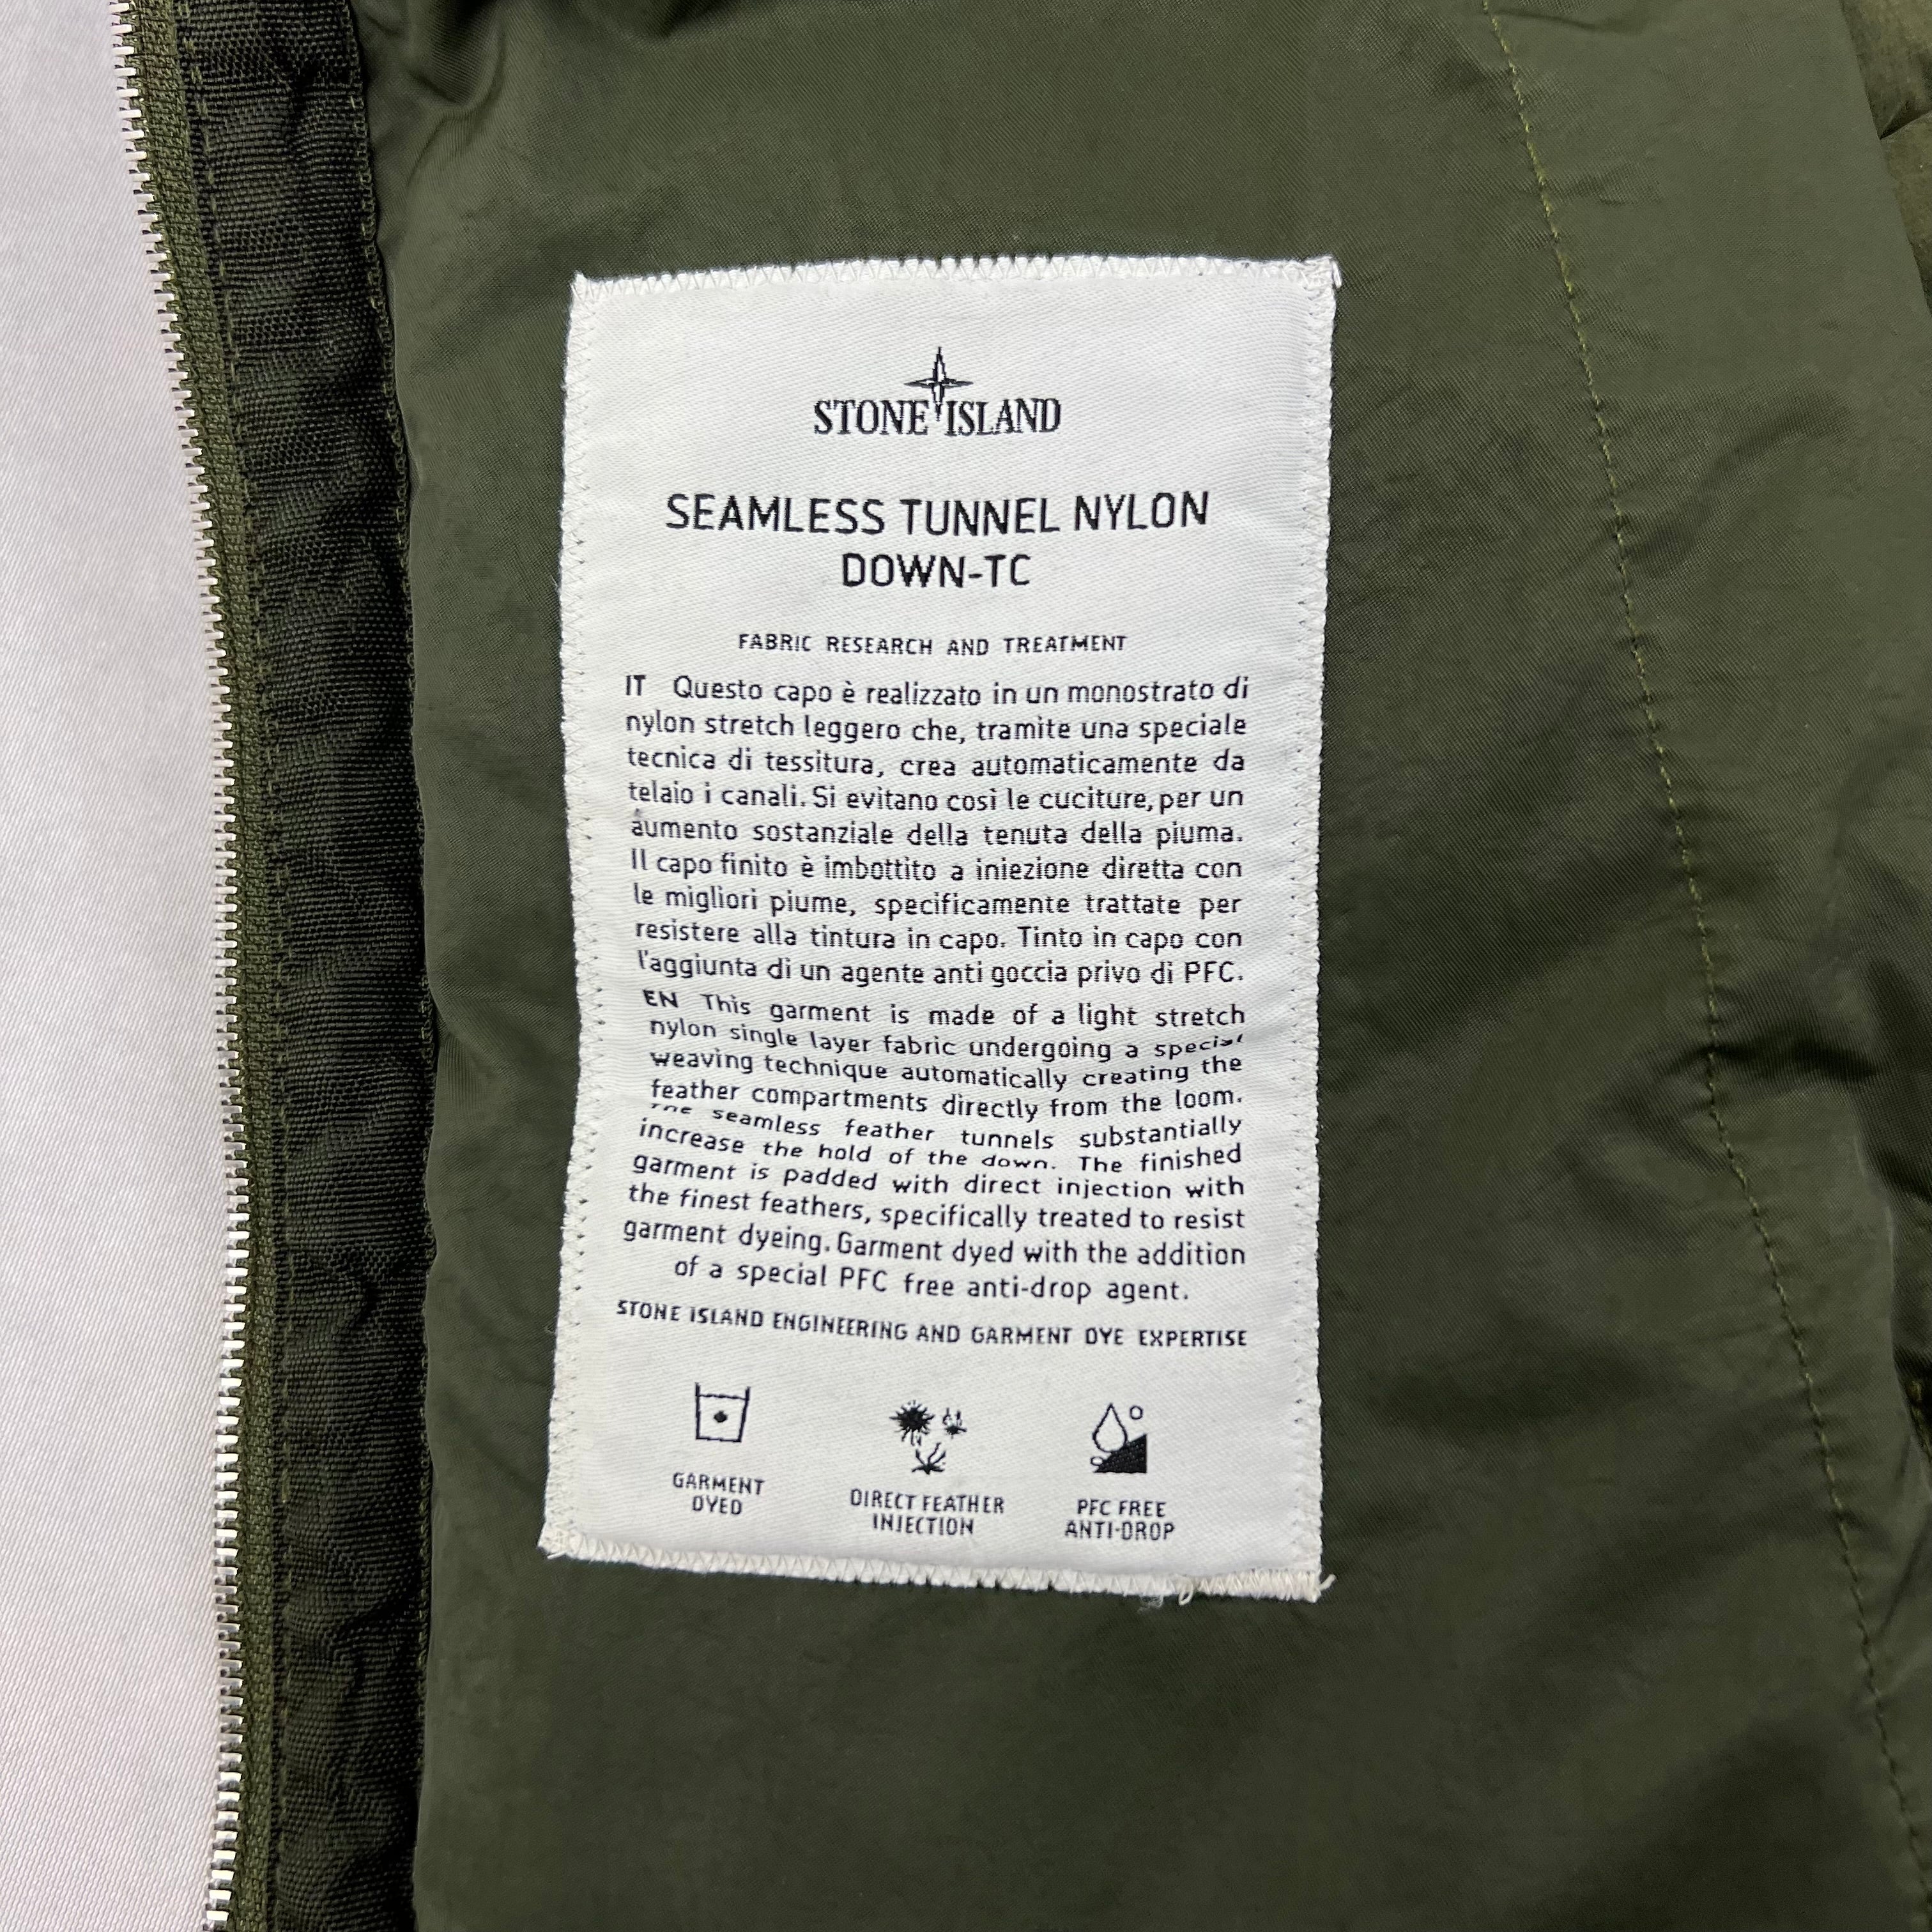 STONE ISLAND
SEAMLESS TUNNEL NYLON
DOWN-TC
FABRIC RESEARCH AND TREATMENT
IT Questo capo è realizzato in un monostrato di
nylon stretch leggero che, tramite una speciale
tecnica di tessitura, crea automaticamente da
telaio i canali. Si evitano così le cuciture, per un
aumento sostanziale della tenuta della piuma.
Il capo finito è imbottito a iniezione diretta con
le migliori piume, specificamente trattate per
resistere alla tintura in capo. Tinto in capo con
l'aggiunta di un agente anti goccia privo di PFC.
EN This garment is made of a light stretch
nylon single layer fabric undergoing a special
weaving technique automatically creating the
feather compartments directly from the loom.
The seamless feather tunnels substantially
increase the hold of the down. The finished
garment is padded with direct injection with
the finest feathers, specifically treated to resist
garment dyeing. Garment dyed with the addition
of a special PFC free anti-drop agent.
STONE ISLAND ENGINEERING AND GARMENT DYE EXPERTISE
GARMENT
DYED
DIRECT FEATHER
INJECTION
PFC FREE
ANTI-DROP